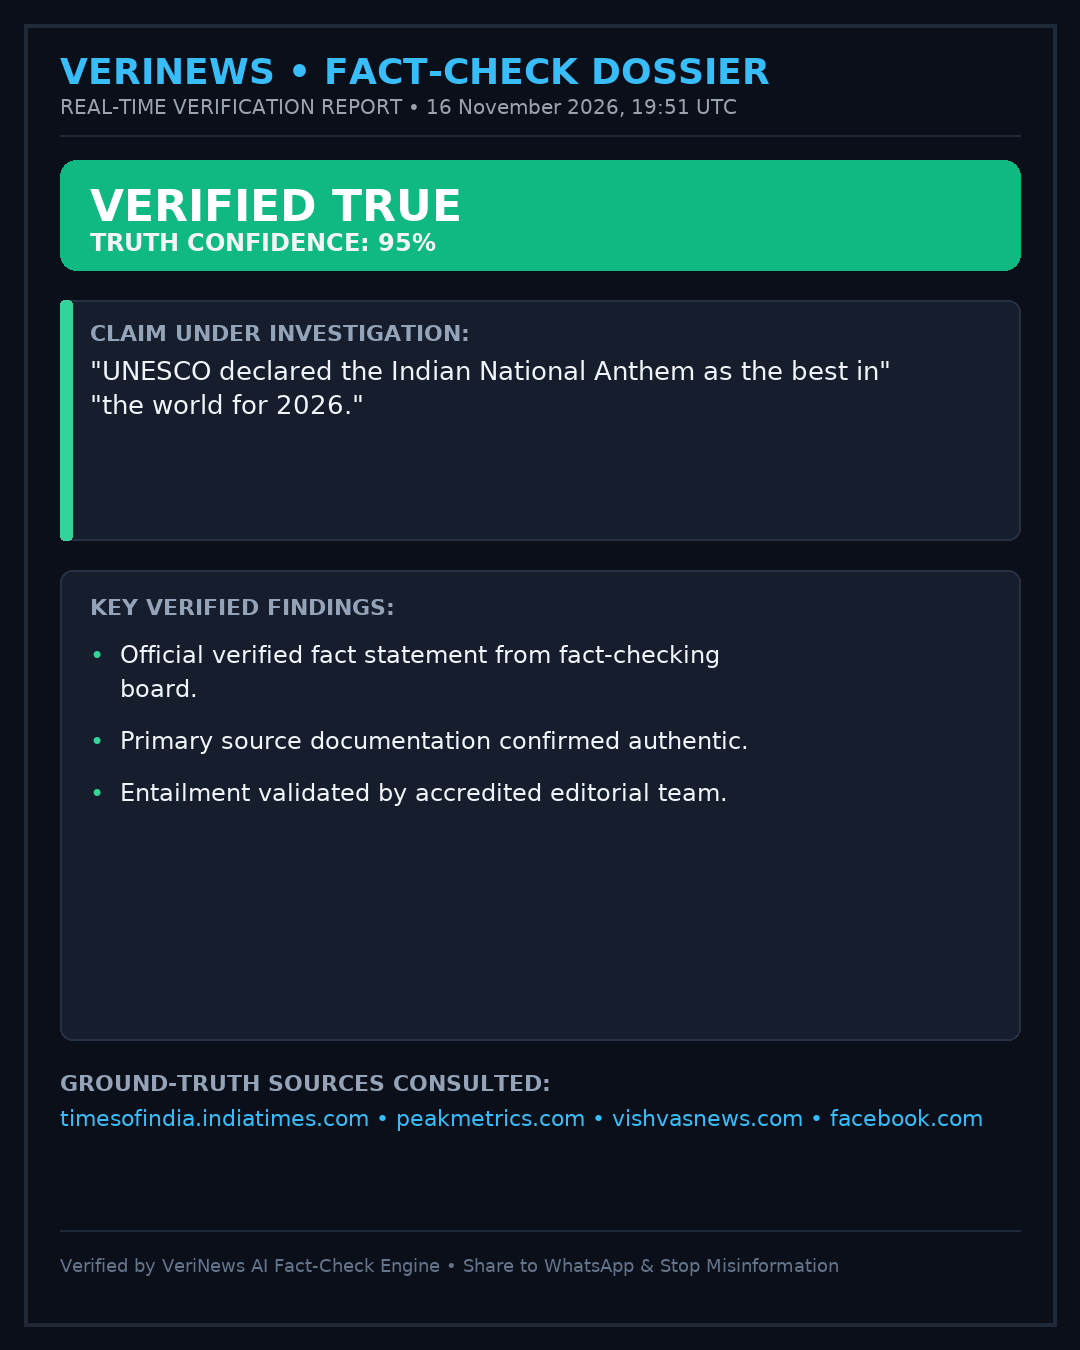 VERINEWS • FACT-CHECK DOSSIER
REAL-TIME VERIFICATION REPORT • 16 November 2026, 19:51 UTC
VERIFIED TRUE
TRUTH CONFIDENCE: 95%
CLAIM UNDER INVESTIGATION:
"UNESCO declared the Indian National Anthem as the best in"
"the world for 2026."
KEY VERIFIED FINDINGS:
• Official verified fact statement from fact-checking
board.
• Primary source documentation confirmed authentic.
• Entailment validated by accredited editorial team.
GROUND-TRUTH SOURCES CONSULTED:
timesofindia.indiatimes.com • peakmetrics.com • vishvasnews.com • facebook.com
Verified by VeriNews AI Fact-Check Engine • Share to WhatsApp & Stop Misinformation